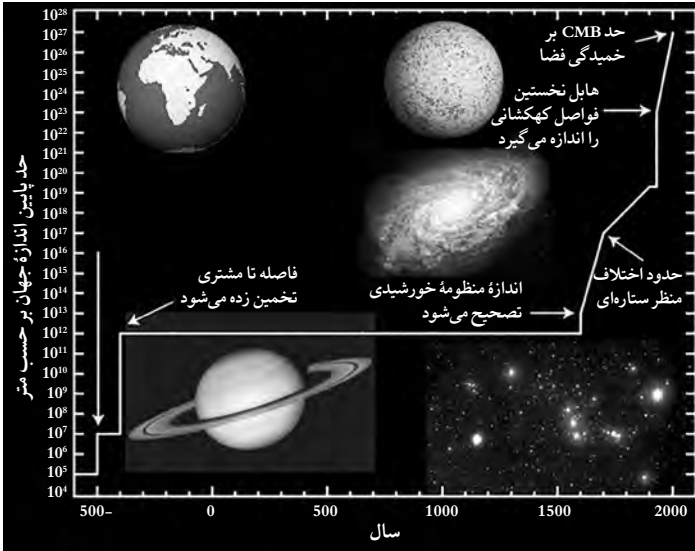 حد پایین اندازهٔ جهان بر حسب متر
10²⁸
10²⁷
10²⁶
10²⁵
10²⁴
10²³
10²²
10²¹
10²⁰
10¹⁹
10¹⁸
10¹⁷
10¹⁶
10¹⁵
10¹⁴
10¹³
10¹²
10¹¹
10¹⁰
10⁹
10⁸
10⁷
10⁶
10⁵
10⁴
حد CMB بر
خمیدگی فضا
هابل نخستین
فواصل کهکشانی
را اندازه می‌گیرد
حدود اختلاف
منظر ستاره‌ای
اندازهٔ منظومهٔ خورشیدی
تصحیح می‌شود
فاصله تا مشتری
تخمین زده می‌شود
500–
0
500
1000
1500
2000
سال